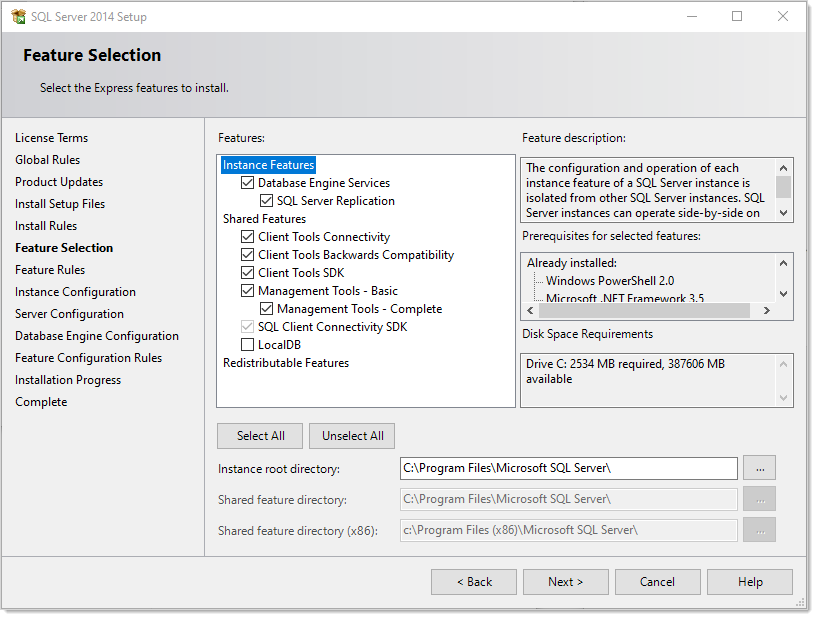 SQL Server 2014 Setup
Feature Selection
Select the Express features to install.
License Terms
Global Rules
Product Updates
Install Setup Files
Install Rules
Feature Selection
Feature Rules
Instance Configuration
Server Configuration
Database Engine Configuration
Feature Configuration Rules
Installation Progress
Complete
Features:
Instance Features
Database Engine Services
SQL Server Replication
Shared Features
Client Tools Connectivity
Client Tools Backwards Compatibility
Client Tools SDK
Management Tools - Basic
Management Tools - Complete
SQL Client Connectivity SDK
LocalDB
Redistributable Features
Feature description:
The configuration and operation of each
instance feature of a SQL Server instance is
isolated from other SQL Server instances. SQL
Server instances can operate side-by-side on
Prerequisites for selected features:
Already installed:
Windows PowerShell 2.0
Microsoft .NET Framework 3.5
Disk Space Requirements
Drive C: 2534 MB required, 387606 MB
available
Select All
Unselect All
Instance root directory:
C:\Program Files\Microsoft SQL Server\
...
Shared feature directory:
C:\Program Files\Microsoft SQL Server\
...
Shared feature directory (x86):
c:\Program Files (x86)\Microsoft SQL Server\
...
< Back
Next >
Cancel
Help